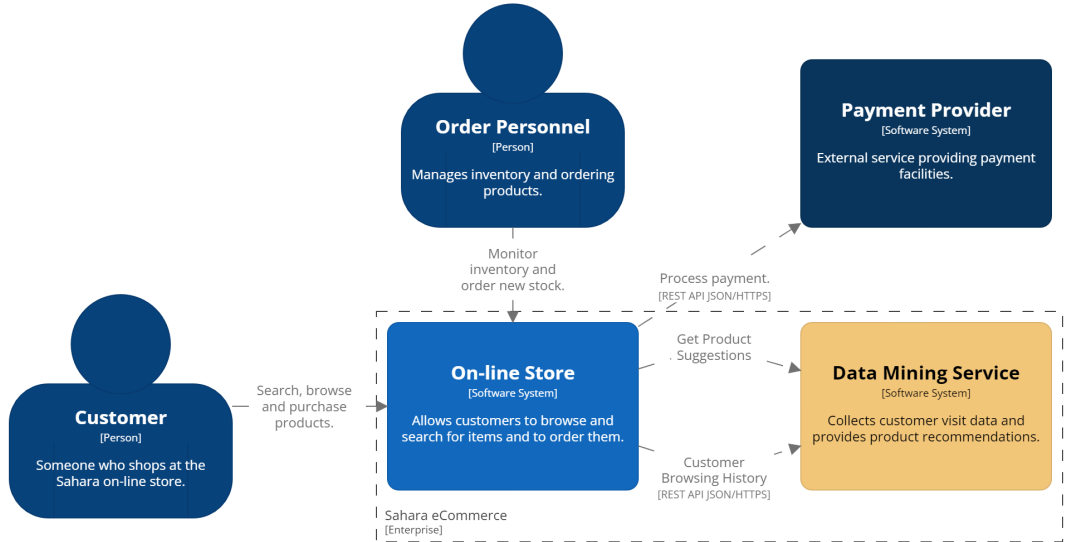 Order Personnel
[Person]
Manages inventory and ordering
products.
Payment Provider
[Software System]
External service providing payment
facilities.
Monitor
inventory and
order new stock.
Process payment.
[REST API JSON/HTTPS]
Customer
[Person]
Someone who shops at the
Sahara on-line store.
Search, browse
and purchase
products.
On-line Store
[Software System]
Allows customers to browse and
search for items and to order them.
Get Product
Suggestions
Customer
Browsing History
[REST API JSON/HTTPS]
Data Mining Service
[Software System]
Collects customer visit data and
provides product recommendations.
Sahara eCommerce
[Enterprise]